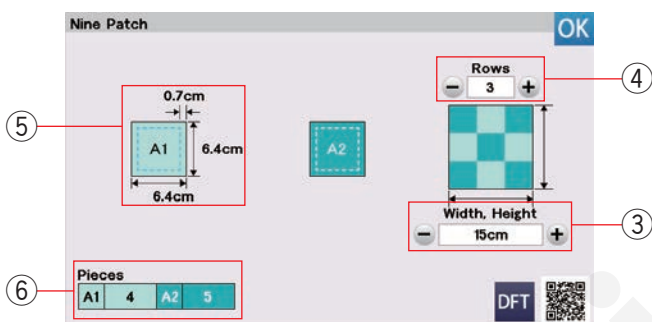 Nine Patch
OK
④
Rows
− 3 +
0.7cm
⑤
A1
6.4cm
A2
6.4cm
Width, Height
− 15cm +
③
Pieces
⑥
A1 4 A2 5
DFT